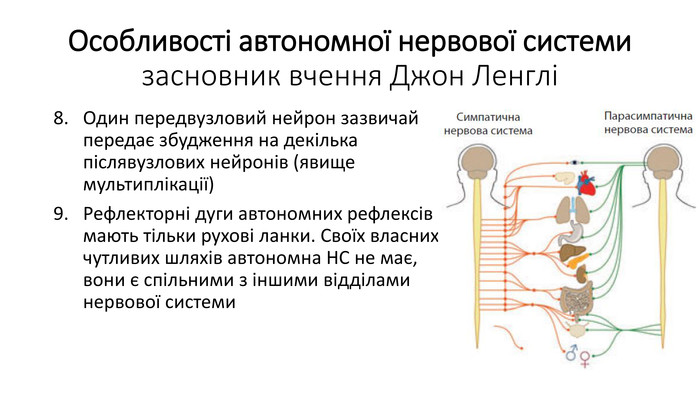 Особливості автономної нервової системи
засновник вчення Джон Ленглі
8. Один передвузловий нейрон зазвичай
передає збудження на декілька
післявузлових нейронів (явище
мультиплікації)
9. Рефлекторні дуги автономних рефлексів
мають тільки рухові ланки. Своїх власних
чутливих шляхів автономна НС не має,
вони є спільними з іншими відділами
нервової системи
Симпатична
нервова система
Парасимпатична
нервова система